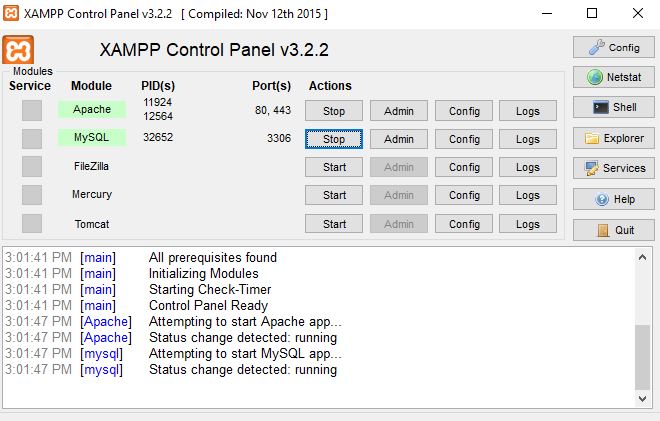 XAMPP Control Panel v3.2.2 [ Compiled: Nov 12th 2015 ]
XAMPP Control Panel v3.2.2
Config
Modules
Service Module PID(s) Port(s) Actions
Netstat
Apache 11924 12564 80, 443 Stop Admin Config Logs
Shell
MySQL 32652 3306 Stop Admin Config Logs
Explorer
FileZilla Start Admin Config Logs
Services
Mercury Start Admin Config Logs
Help
Tomcat Start Admin Config Logs
Quit
3:01:41 PM [main] All prerequisites found
3:01:41 PM [main] Initializing Modules
3:01:41 PM [main] Starting Check-Timer
3:01:41 PM [main] Control Panel Ready
3:01:47 PM [Apache] Attempting to start Apache app...
3:01:47 PM [Apache] Status change detected: running
3:01:47 PM [mysql] Attempting to start MySQL app...
3:01:47 PM [mysql] Status change detected: running